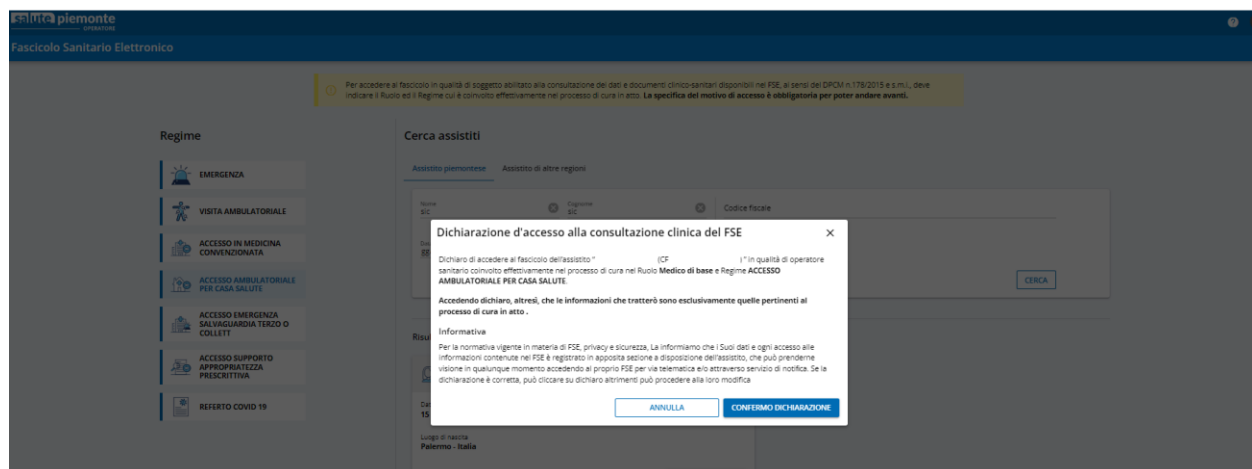 salute piemonte
OPERATORE
Fascicolo Sanitario Elettronico
Per accedere al fascicolo in qualità di soggetto abilitato alla consultazione dei dati e documenti clinico-sanitari disponibili nel FSE, ai sensi del DPCM n.178/2015 e s.m.i., deve
indicare il Ruolo ed il Regime cui è coinvolto effettivamente nel processo di cura in atto. La specifica del motivo di accesso è obbligatoria per poter andare avanti.
Regime
EMERGENZA
VISITA AMBULATORIALE
ACCESSO IN MEDICINA
CONVENZIONATA
ACCESSO AMBULATORIALE
PER CASA SALUTE
ACCESSO EMERGENZA
SALVAGUARDIA TERZO O
COLLETT
ACCESSO SUPPORTO
APPROPRIATEZZA
PRESCRITTIVA
REFERTO COVID 19
Cerca assistiti
Assistito piemontese Assistito di altre regioni
Nome Cognome Codice fiscale
sic sic
CERCA
Dichiarazione d'accesso alla consultazione clinica del FSE
Dichiaro di accedere al fascicolo dell'assistito " (CF ) " in qualità di operatore
sanitario coinvolto effettivamente nel processo di cura nel Ruolo Medico di base e Regime ACCESSO
AMBULATORIALE PER CASA SALUTE.
Accedendo dichiaro, altresì, che le informazioni che tratterò sono esclusivamente quelle pertinenti al
processo di cura in atto .
Informativa
Per la normativa vigente in materia di FSE, privacy e sicurezza, La informiamo che i Suoi dati e ogni accesso alle
informazioni contenute nel FSE è registrato in apposita sezione a disposizione dell'assistito, che può prenderne
visione in qualunque momento accedendo al proprio FSE per via telematica e/o attraverso servizio di notifica. Se la
dichiarazione è corretta, può cliccare su dichiaro altrimenti può procedere alla loro modifica
ANNULLA CONFERMO DICHIARAZIONE
15
Luogo di nascita
Palermo - Italia